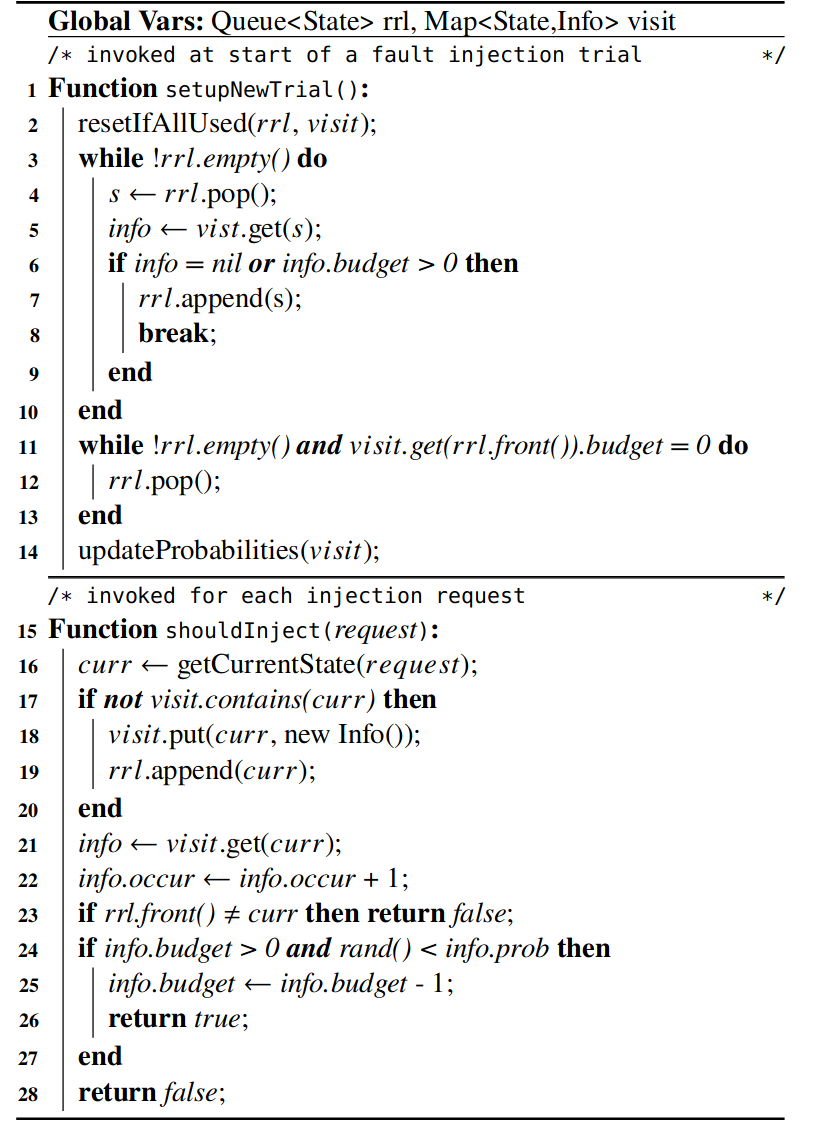 Global Vars: Queue<State> rrl, Map<State,Info> visit
/* invoked at start of a fault injection trial */
1 Function setupNewTrial():
2 resetIfAllUsed(rrl, visit);
3 while !rrl.empty() do
4 s ← rrl.pop();
5 info ← vist.get(s);
6 if info = nil or info.budget > 0 then
7 rrl.append(s);
8 break;
9 end
10 end
11 while !rrl.empty() and visit.get(rrl.front()).budget = 0 do
12 rrl.pop();
13 end
14 updateProbabilities(visit);
/* invoked for each injection request */
15 Function shouldInject(request):
16 curr ← getCurrentState(request);
17 if not visit.contains(curr) then
18 visit.put(curr, new Info());
19 rrl.append(curr);
20 end
21 info ← visit.get(curr);
22 info.occur ← info.occur + 1;
23 if rrl.front() ≠ curr then return false;
24 if info.budget > 0 and rand() < info.prob then
25 info.budget ← info.budget - 1;
26 return true;
27 end
28 return false;